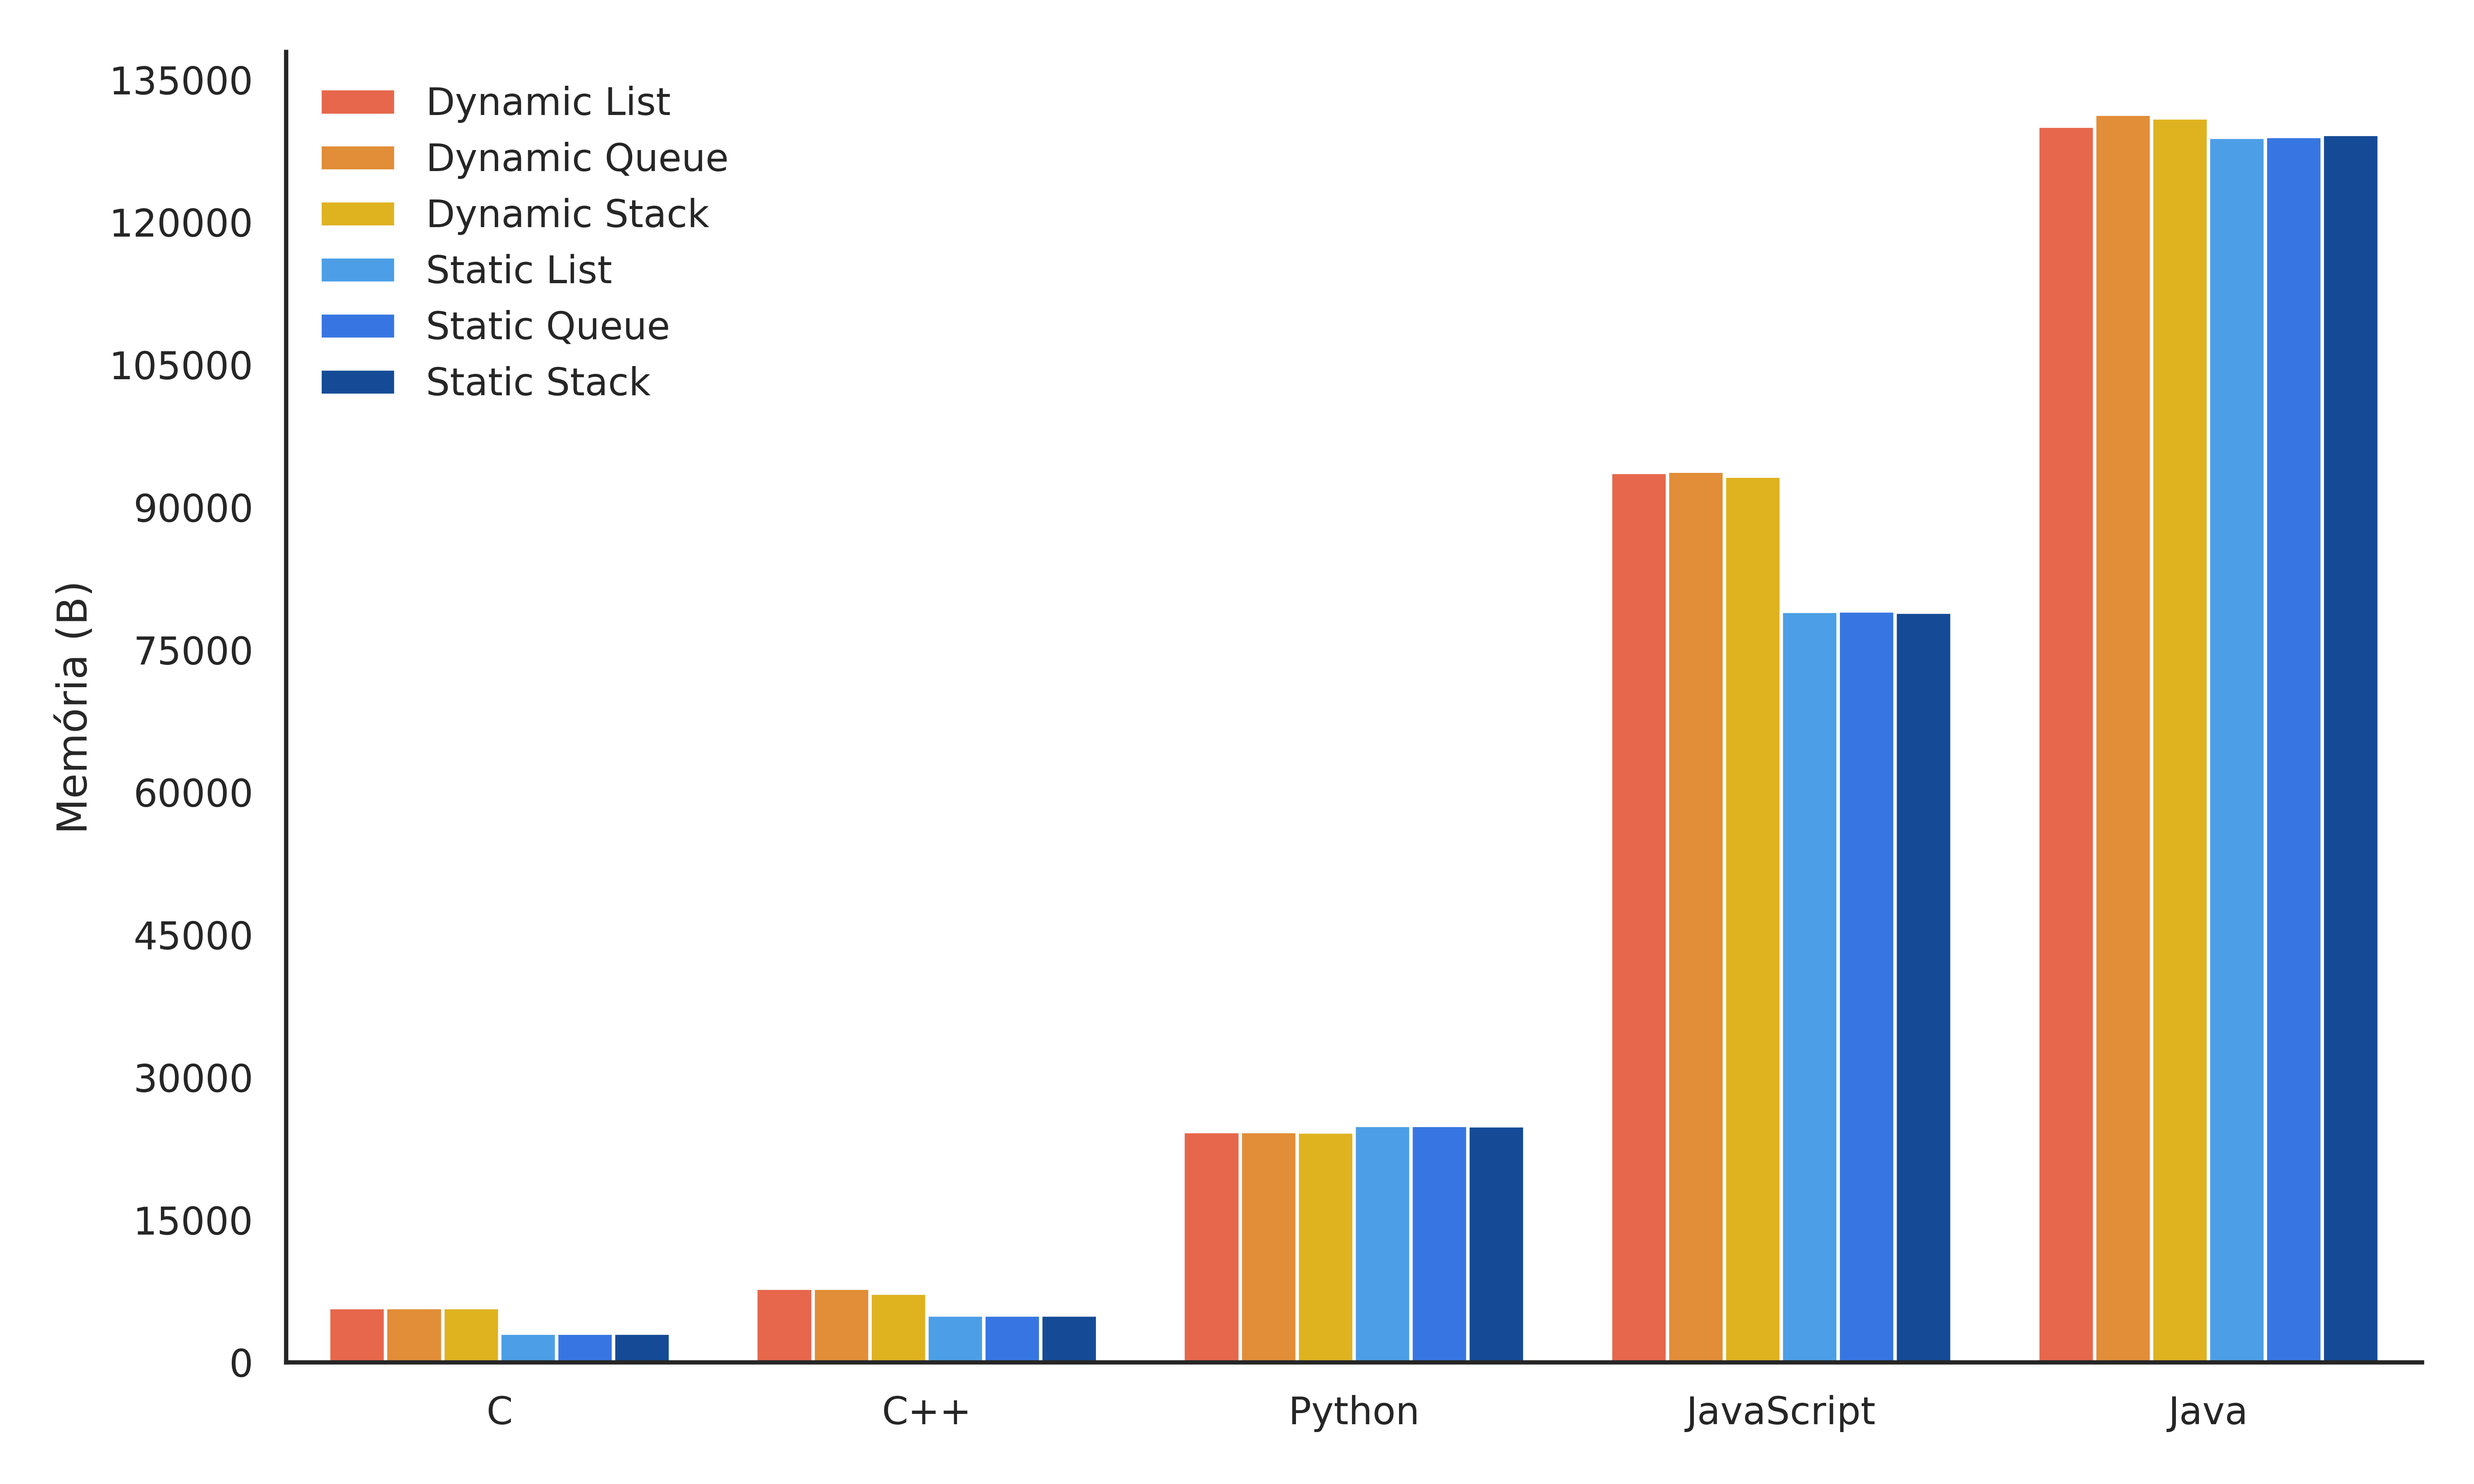 Memória (B)
135000
120000
105000
90000
75000
60000
45000
30000
15000
0
Dynamic List
Dynamic Queue
Dynamic Stack
Static List
Static Queue
Static Stack
C
C++
Python
JavaScript
Java